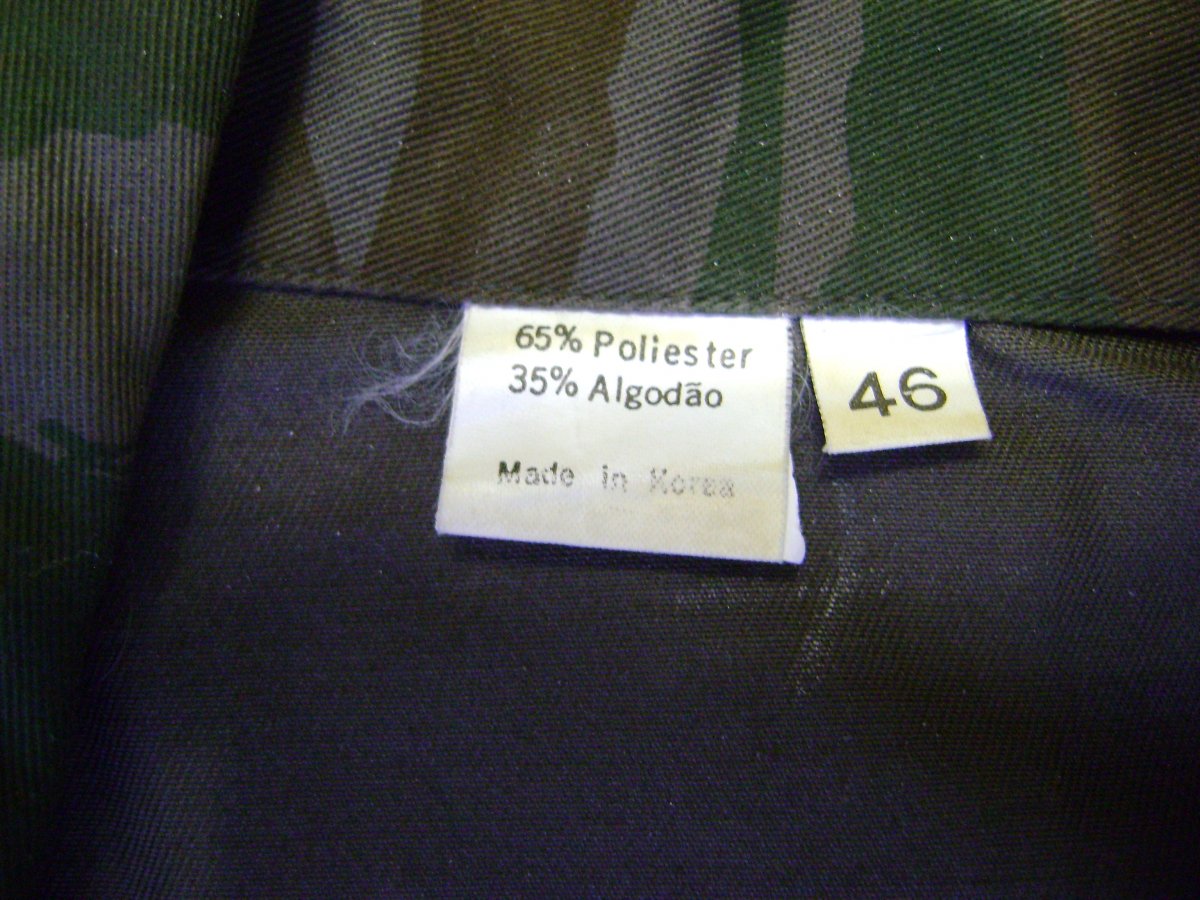 65% Poliester
35% Algodão
Made in Korea
46